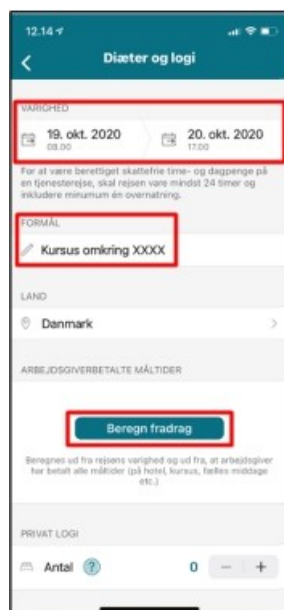 12.14
Diæter og logi
VARIGHED
19. okt. 2020
20. okt. 2020
08.00
17.00
For at være berettiget skattefrie time- og dagpenge på
en tjenesterejse, skal rejsen vare mindst 24 timer og
inkludere minumum én overnatning.
FORMÅL
Kursus omkring XXXX
LAND
Danmark
ARBEJDSGIVERBETALTE MÅLTIDER
Beregn fradrag
Beregnes ud fra rejsens varighed og ud fra, at arbejdsgiver
har betalt alle måltider (på hotel, kursus, fælles middage
etc.)
PRIVAT LOGI
Antal ?
0 − +